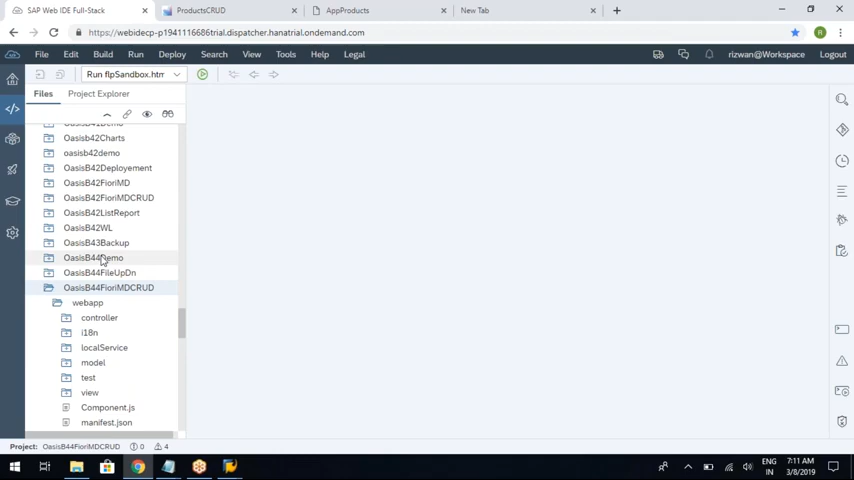 SAP Web IDE Full-Stack
ProductsCRUD
AppProducts
New Tab
https://webidecp-p1941116686trial.dispatcher.hanatrial.ondemand.com
R
File Edit Build Run Deploy Search View Tools Help Legal
rizwan@Workspace Logout
Run flpSandbox.htm
Files Project Explorer
OasisB41Demo
Oasisb42Charts
oasisb42demo
OasisB42Deployement
OasisB42FioriMD
OasisB42FioriMDCRUD
OasisB42ListReport
OasisB42WL
OasisB43Backup
OasisB44Demo
OasisB44FileUpDn
OasisB44FioriMDCRUD
webapp
controller
i18n
localService
model
test
view
Component.js
manifest.json
Project: OasisB44FioriMDCRUD 0 4
ENG 7:11 AM
IN 3/8/2019